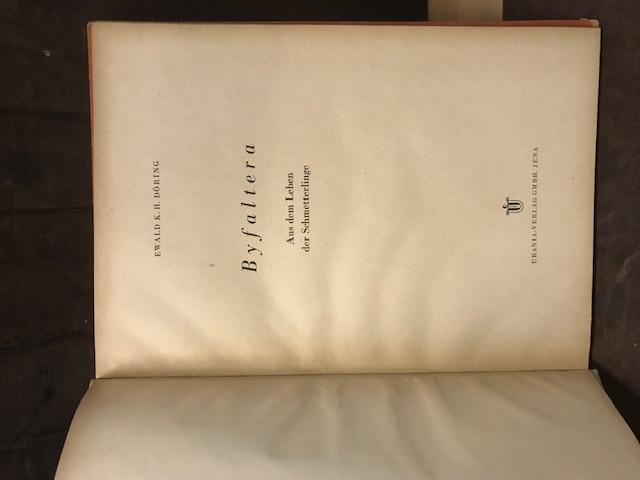 EWALD K. H. DÖRING
Byfaltera
Aus dem Leben
der Schmetterlinge
URANIA-VERLAG GMBH. JENA